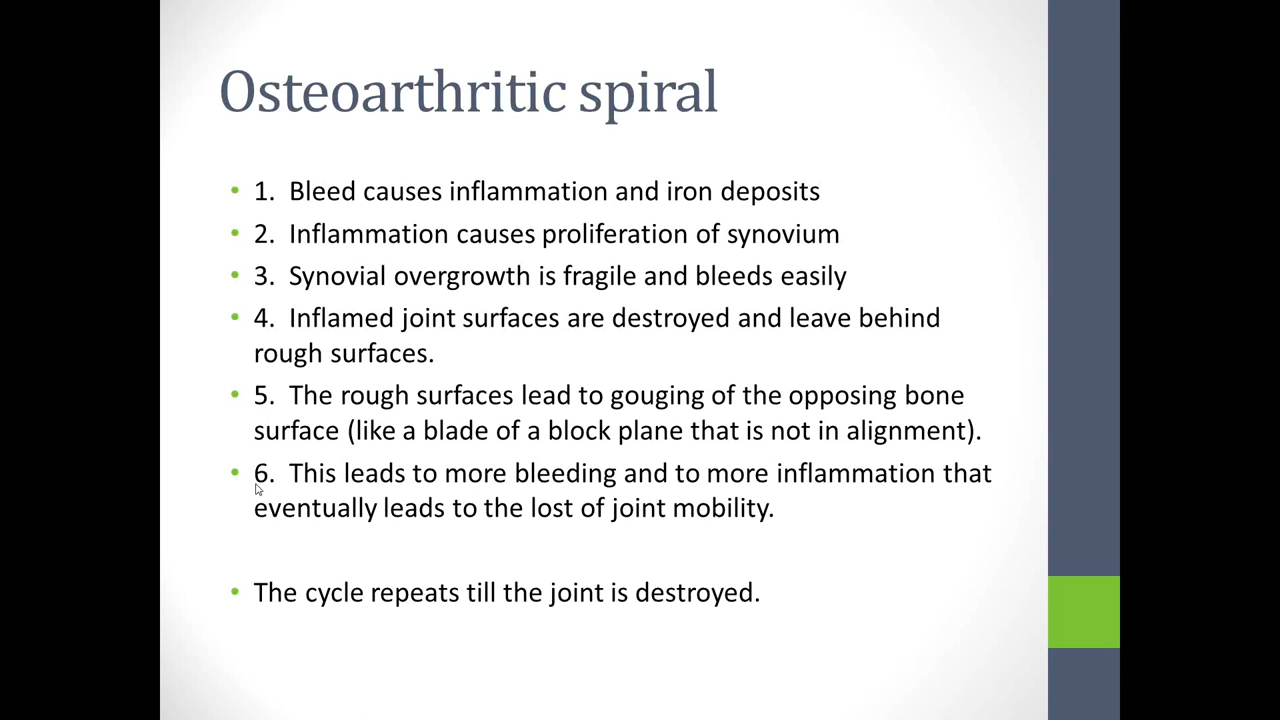 Osteoarthritic spiral
• 1.  Bleed causes inflammation and iron deposits
• 2.  Inflammation causes proliferation of synovium
• 3.  Synovial overgrowth is fragile and bleeds easily
• 4.  Inflamed joint surfaces are destroyed and leave behind
rough surfaces.
• 5.  The rough surfaces lead to gouging of the opposing bone
surface (like a blade of a block plane that is not in alignment).
• 6.  This leads to more bleeding and to more inflammation that
eventually leads to the lost of joint mobility.
• The cycle repeats till the joint is destroyed.